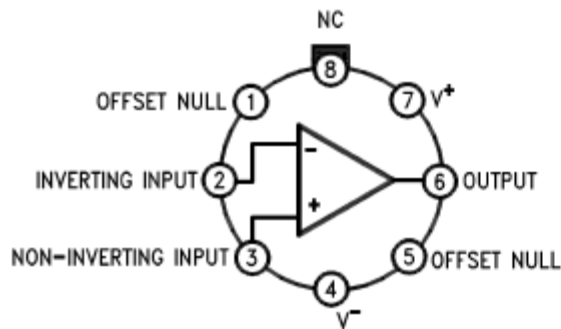 NC
8
OFFSET NULL 1
7 V+
INVERTING INPUT 2
-
6 OUTPUT
+
NON-INVERTING INPUT 3
5 OFFSET NULL
4
V-